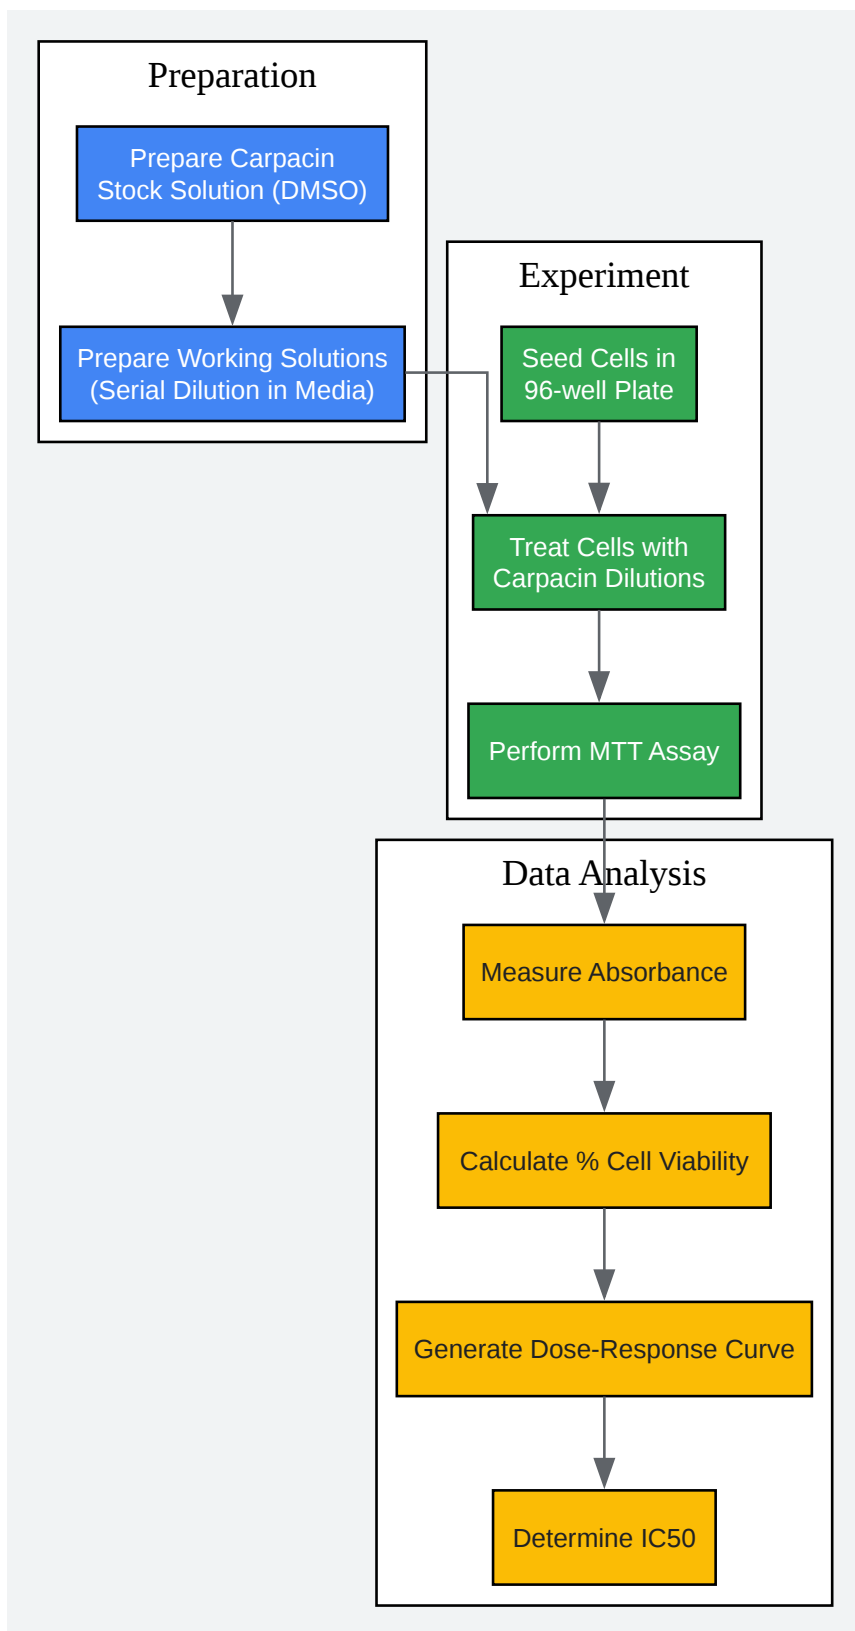 Preparation
Prepare Carpacin
Stock Solution (DMSO)
Prepare Working Solutions
(Serial Dilution in Media)
Experiment
Seed Cells in
96-well Plate
Treat Cells with
Carpacin Dilutions
Perform MTT Assay
Data Analysis
Measure Absorbance
Calculate % Cell Viability
Generate Dose-Response Curve
Determine IC50